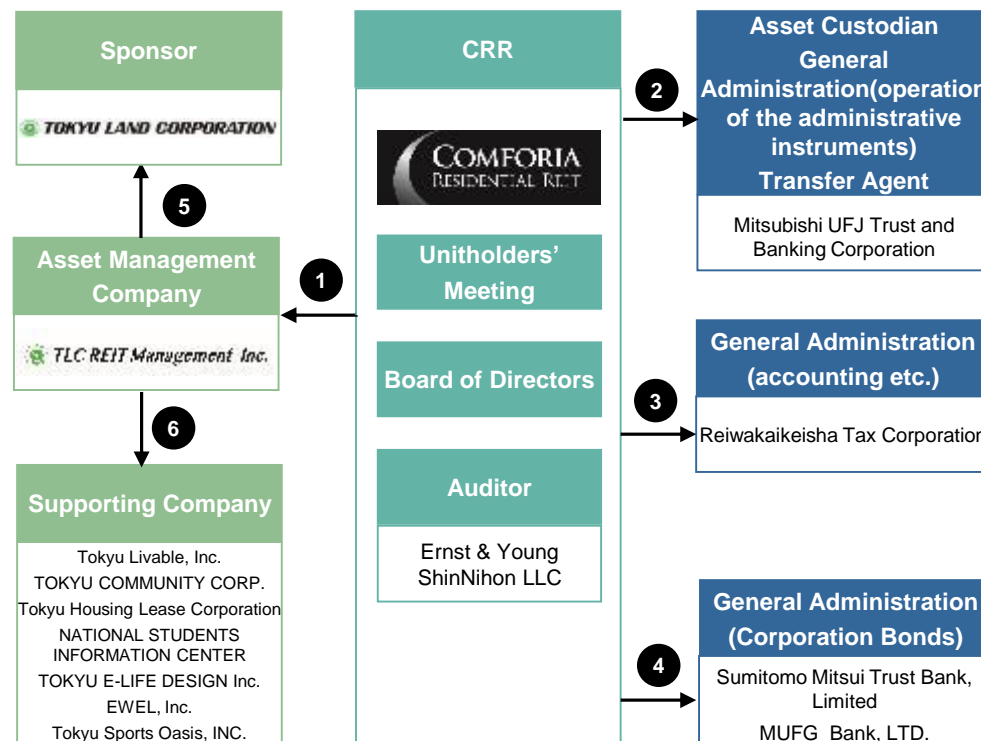 Sponsor
TOKYU LAND CORPORATION
5
Asset Management
Company
TLC REIT Management Inc.
6
Supporting Company
Tokyu Livable, Inc.
TOKYU COMMUNITY CORP.
Tokyu Housing Lease Corporation
NATIONAL STUDENTS
INFORMATION CENTER
TOKYU E-LIFE DESIGN Inc.
EWEL, Inc.
Tokyu Sports Oasis, INC.
1
CRR
COMFORIA
RESIDENTIAL REIT
Unitholders'
Meeting
Board of Directors
Auditor
Ernst & Young
ShinNihon LLC
2
Asset Custodian
General
Administration(operation
of the administrative
instruments)
Transfer Agent
Mitsubishi UFJ Trust and
Banking Corporation
3
General Administration
(accounting etc.)
Reiwakaikeisha Tax Corporation
4
General Administration
(Corporation Bonds)
Sumitomo Mitsui Trust Bank,
Limited
MUFG Bank, LTD.